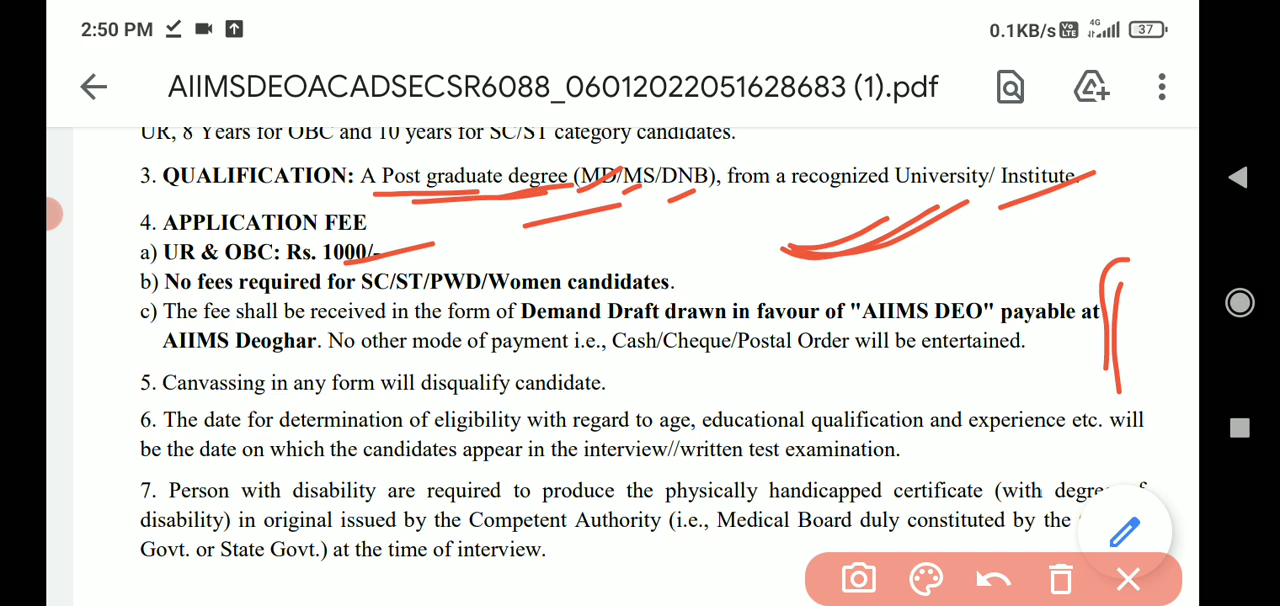 2:50 PM
0.1KB/s Vo LTE 4G 37
AIIMSDEOACADSECSR6088_06012022051628683 (1).pdf
UR, 8 Years for OBC and 10 years for SC/ST category candidates.
3. QUALIFICATION: A Post graduate degree (MD/MS/DNB), from a recognized University/ Institute.
4. APPLICATION FEE
a) UR & OBC: Rs. 1000/-
b) No fees required for SC/ST/PWD/Women candidates.
c) The fee shall be received in the form of Demand Draft drawn in favour of "AIIMS DEO" payable at
AIIMS Deoghar. No other mode of payment i.e., Cash/Cheque/Postal Order will be entertained.
5. Canvassing in any form will disqualify candidate.
6. The date for determination of eligibility with regard to age, educational qualification and experience etc. will
be the date on which the candidates appear in the interview//written test examination.
7. Person with disability are required to produce the physically handicapped certificate (with degree of
disability) in original issued by the Competent Authority (i.e., Medical Board duly constituted by the
Govt. or State Govt.) at the time of interview.